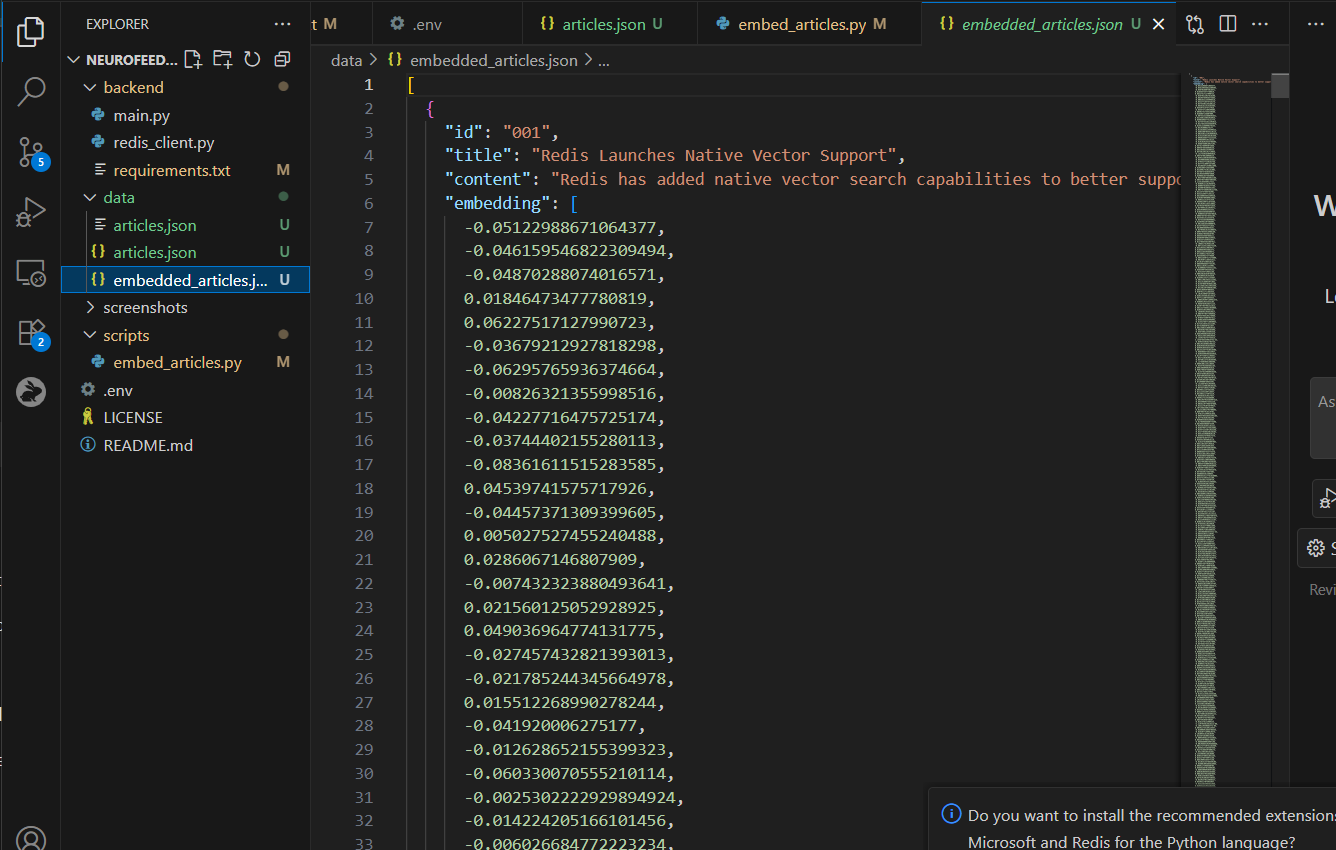 EXPLORER
NEUROFEED...
backend
main.py
redis_client.py
requirements.txt M
data
articles,json U
articles.json U
embedded_articles.j... U
screenshots
scripts
embed_articles.py M
.env
LICENSE
README.md
5
2
t M
.env
articles.json U
embed_articles.py M
embedded_articles.json U
data > embedded_articles.json > ...
1 [
2 {
3 "id": "001",
4 "title": "Redis Launches Native Vector Support",
5 "content": "Redis has added native vector search capabilities to better suppo
6 "embedding": [
7 -0.05122988671064377,
8 -0.046159546822309494,
9 -0.04870288074016571,
10 0.01846473477780819,
11 0.06227517127990723,
12 -0.03679212927818298,
13 -0.06295765936374664,
14 -0.00826321355998516,
15 -0.04227716475725174,
16 -0.03744402155280113,
17 -0.08361611515283585,
18 0.04539741575717926,
19 -0.04457371309399605,
20 0.005027527455240488,
21 0.0286067146807909,
22 -0.007432323880493641,
23 0.021560125052928925,
24 0.049036964774131775,
25 -0.027457432821393013,
26 -0.021785244345664978,
27 0.015512268990278244,
28 -0.041920006275177,
29 -0.012628652155399323,
30 -0.060330070555210114,
31 -0.0025302222929894924,
32 -0.014224205166101456,
33 -0.006026684772223234,
W
As
Revi
Do you want to install the recommended extensions
Microsoft and Redis for the Python language?